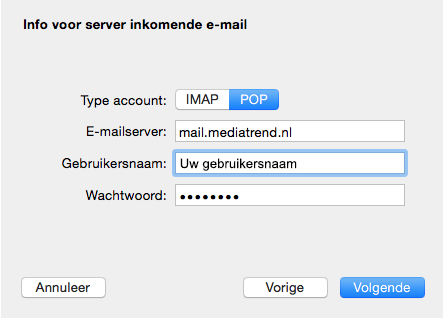 Info voor server inkomende e-mail
Type account: IMAP POP
E-mailserver: mail.mediatrend.nl
Gebruikersnaam: Uw gebruikersnaam
Wachtwoord: ••••••••
Annuleer Vorige Volgende